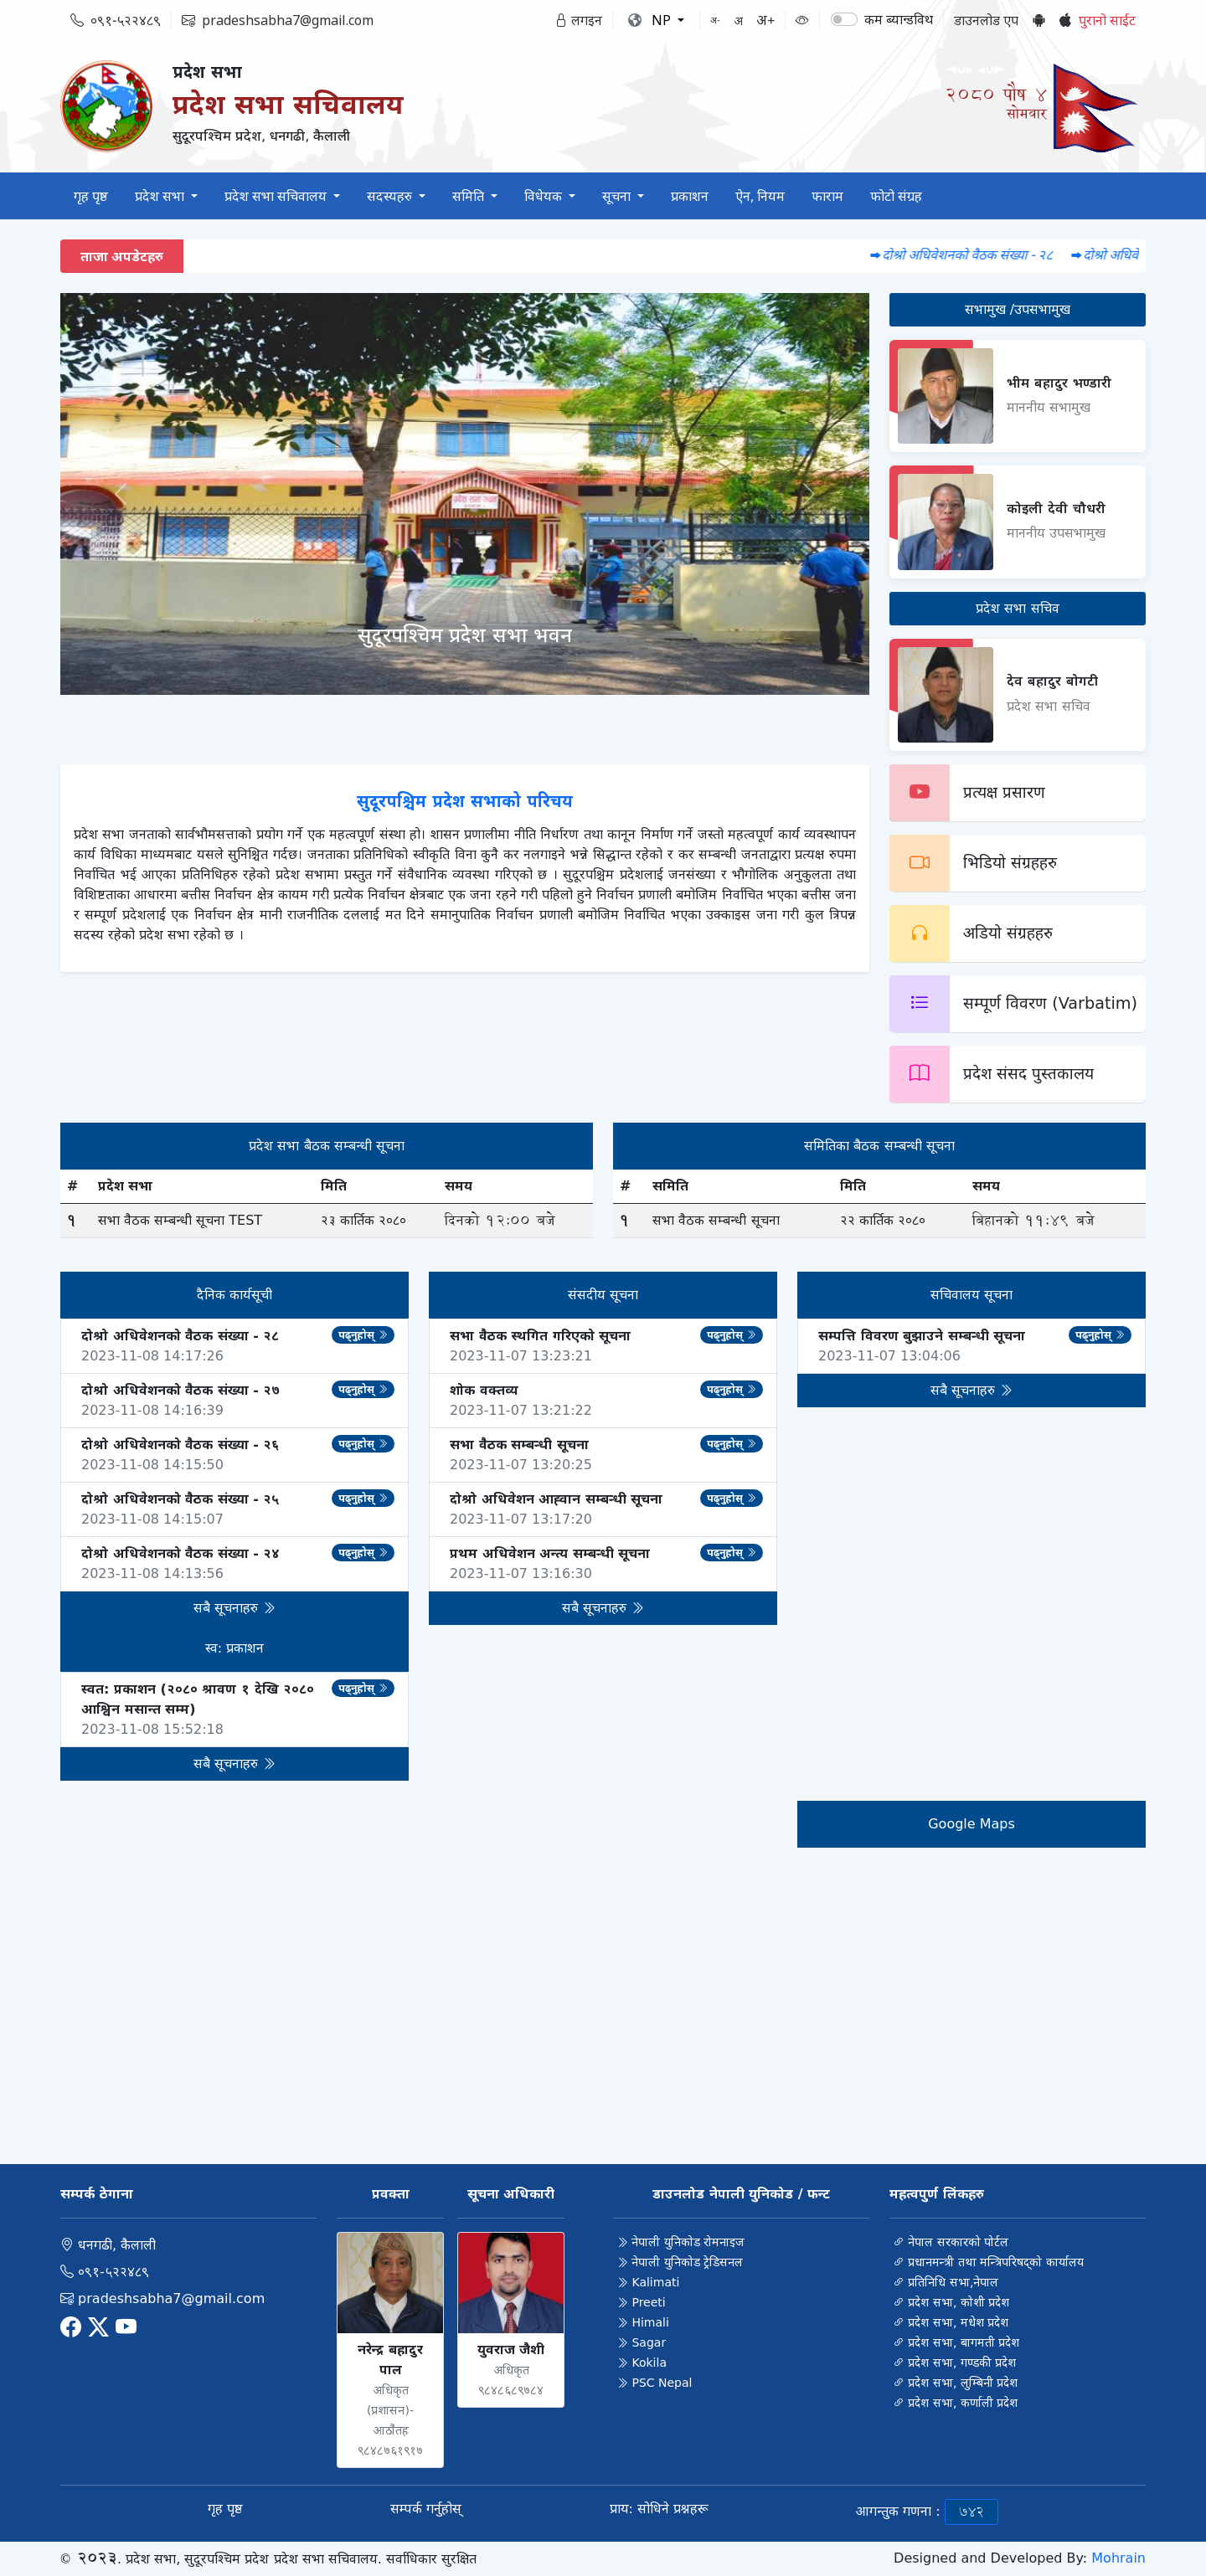 ०९१-५२२४८९ pradeshsabha7@gmail.com लगइन NP अ- अ अ+ कम ब्यान्डविथ डाउनलोड एप पुरानो साईट
प्रदेश सभा
प्रदेश सभा सचिवालय
सुदूरपश्चिम प्रदेश, धनगढी, कैलाली
२०८० पौष ४
सोमवार
गृह पृष्ठ प्रदेश सभा प्रदेश सभा सचिवालय सदस्यहरु समिति विधेयक सूचना प्रकाशन ऐन, नियम फाराम फोटो संग्रह
ताजा अपडेटहरु
दोश्रो अधिवेशनको वैठक संख्या - २८ दोश्रो अधिवे
सुदूरपश्चिम प्रदेश सभा भवन
सभामुख /उपसभामुख
भीम बहादुर भण्डारी
माननीय सभामुख
कोइली देवी चौधरी
माननीय उपसभामुख
प्रदेश सभा सचिव
देव बहादुर बोगटी
प्रदेश सभा सचिव
सुदूरपश्चिम प्रदेश सभाको परिचय
प्रदेश सभा जनताको सार्वभौमसत्ताको प्रयोग गर्ने एक महत्वपूर्ण संस्था हो। शासन प्रणालीमा नीति निर्धारण तथा कानून निर्माण गर्ने जस्तो महत्वपूर्ण कार्य व्यवस्थापन
कार्य विधिका माध्यमबाट यसले सुनिश्चित गर्दछ। जनताका प्रतिनिधिको स्वीकृति विना कुनै कर नलगाइने भन्ने सिद्धान्त रहेको र कर सम्बन्धी जनताद्वारा प्रत्यक्ष रुपमा
निर्वाचित भई आएका प्रतिनिधिहरु रहेको प्रदेश सभामा प्रस्तुत गर्ने संवैधानिक व्यवस्था गरिएको छ । सुदूरपश्चिम प्रदेशलाई जनसंख्या र भौगोलिक अनुकुलता तथा
विशिष्टताका आधारमा बत्तीस निर्वाचन क्षेत्र कायम गरी प्रत्येक निर्वाचन क्षेत्रबाट एक जना रहने गरी पहिलो हुने निर्वाचन प्रणाली बमोजिम निर्वाचित भएका बत्तीस जना
र सम्पूर्ण प्रदेशलाई एक निर्वाचन क्षेत्र मानी राजनीतिक दललाई मत दिने समानुपातिक निर्वाचन प्रणाली बमोजिम निर्वाचित भएका उक्काइस जना गरी कुल त्रिपन्न
सदस्य रहेको प्रदेश सभा रहेको छ ।
प्रत्यक्ष प्रसारण
भिडियो संग्रहहरु
अडियो संग्रहहरु
सम्पूर्ण विवरण (Varbatim)
प्रदेश संसद पुस्तकालय
प्रदेश सभा बैठक सम्बन्धी सूचना
# प्रदेश सभा मिति समय
१ सभा वैठक सम्बन्धी सूचना TEST २३ कार्तिक २०८० दिनको १२:०० बजे
समितिका बैठक सम्बन्धी सूचना
# समिति मिति समय
१ सभा वैठक सम्बन्धी सूचना २२ कार्तिक २०८० बिहानको ११:४९ बजे
दैनिक कार्यसूची
दोश्रो अधिवेशनको वैठक संख्या - २८ पढ्नुहोस्
2023-11-08 14:17:26
दोश्रो अधिवेशनको वैठक संख्या - २७ पढ्नुहोस्
2023-11-08 14:16:39
दोश्रो अधिवेशनको वैठक संख्या - २६ पढ्नुहोस्
2023-11-08 14:15:50
दोश्रो अधिवेशनको वैठक संख्या - २५ पढ्नुहोस्
2023-11-08 14:15:07
दोश्रो अधिवेशनको वैठक संख्या - २४ पढ्नुहोस्
2023-11-08 14:13:56
सबै सूचनाहरु
स्व: प्रकाशन
स्वत: प्रकाशन (२०८० श्रावण १ देखि २०८० पढ्नुहोस्
आश्विन मसान्त सम्म)
2023-11-08 15:52:18
सबै सूचनाहरु
संसदीय सूचना
सभा वैठक स्थगित गरिएको सूचना पढ्नुहोस्
2023-11-07 13:23:21
शोक वक्तव्य पढ्नुहोस्
2023-11-07 13:21:22
सभा वैठक सम्बन्धी सूचना पढ्नुहोस्
2023-11-07 13:20:25
दोश्रो अधिवेशन आह्वान सम्बन्धी सूचना पढ्नुहोस्
2023-11-07 13:17:20
प्रथम अधिवेशन अन्त्य सम्बन्धी सूचना पढ्नुहोस्
2023-11-07 13:16:30
सबै सूचनाहरु
सचिवालय सूचना
सम्पत्ति विवरण बुझाउने सम्बन्धी सूचना पढ्नुहोस्
2023-11-07 13:04:06
सबै सूचनाहरु
Google Maps
सम्पर्क ठेगाना
धनगढी, कैलाली
०९१-५२२४८९
pradeshsabha7@gmail.com
प्रवक्ता
नरेन्द्र बहादुर
पाल
अधिकृत
(प्रशासन)-
आठौंतह
९८४८७६१९१७
सूचना अधिकारी
युवराज जैशी
अधिकृत
९८४८६८९७८४
डाउनलोड नेपाली युनिकोड / फन्ट
नेपाली युनिकोड रोमनाइज
नेपाली युनिकोड ट्रेडिसनल
Kalimati
Preeti
Himali
Sagar
Kokila
PSC Nepal
महत्वपुर्ण लिंकहरु
नेपाल सरकारको पोर्टल
प्रधानमन्त्री तथा मन्त्रिपरिषद्को कार्यालय
प्रतिनिधि सभा,नेपाल
प्रदेश सभा, कोशी प्रदेश
प्रदेश सभा, मधेश प्रदेश
प्रदेश सभा, बागमती प्रदेश
प्रदेश सभा, गण्डकी प्रदेश
प्रदेश सभा, लुम्बिनी प्रदेश
प्रदेश सभा, कर्णाली प्रदेश
गृह पृष्ठ सम्पर्क गर्नुहोस् प्राय: सोधिने प्रश्नहरू आगन्तुक गणना : ७४२
© २०२३. प्रदेश सभा, सुदूरपश्चिम प्रदेश प्रदेश सभा सचिवालय. सर्वाधिकार सुरक्षित
Designed and Developed By: Mohrain